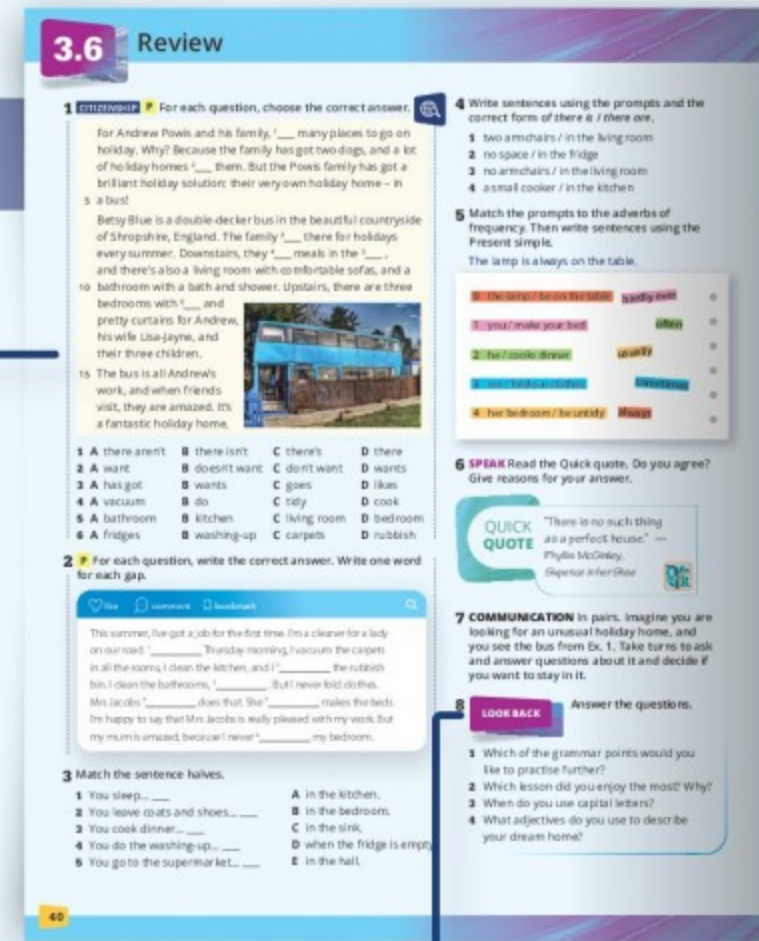 3.6 Review
1 CITIZENSHIP P For each question, choose the correct answer.
For Andrew Powis and his family, ¹___ many places to go on
holiday. Why? Because the family has got two dogs, and a lot
of holiday homes ²___ them. But the Powis family has got a
brilliant holiday solution: their very own holiday home – in
5 a bus!
Betsy Blue is a double-decker bus in the beautiful countryside
of Shropshire, England. The family ³___ there for holidays
every summer. Downstairs, they ⁴___ meals in the ⁵___ ,
and there's also a living room with comfortable sofas, and a
10 bathroom with a bath and shower. Upstairs, there are three
bedrooms with ⁶___ and
pretty curtains for Andrew,
his wife Lisa-Jayne, and
their three children.
15 The bus is all Andrew's
work, and when friends
visit, they are amazed. It's
a fantastic holiday home.
1 A there aren't B there isn't C there's D there
2 A want B doesn't want C don't want D wants
3 A has got B wants C goes D likes
4 A vacuum B do C tidy D cook
5 A bathroom B kitchen C living room D bedroom
6 A fridges B washing-up C carpets D rubbish
2 P For each question, write the correct answer. Write one word
for each gap.
like comment bookmark
This summer, I've got a job for the first time. I'm a cleaner for a lady
on our road. ¹________ Thursday morning, I vacuum the carpets
in all the rooms, I clean the kitchen, and I ²________ the rubbish
bin. I clean the bathrooms, ³________. But I never fold clothes.
Mrs Jacobs ⁴________ does that. She ⁵________ makes the beds.
I'm happy to say that Mrs Jacobs is really pleased with my work. But
my mum is amazed, because I never ⁶________ my bedroom.
3 Match the sentence halves.
1 You sleep... ___ A in the kitchen.
2 You leave coats and shoes... ___ B in the bedroom.
3 You cook dinner... ___ C in the sink.
4 You do the washing-up... ___ D when the fridge is empty
5 You go to the supermarket... ___ E in the hall.
40
4 Write sentences using the prompts and the
correct form of there is / there are.
1 two armchairs / in the living room
2 no space / in the fridge
3 no armchairs / in the living room
4 a small cooker / in the kitchen
5 Match the prompts to the adverbs of
frequency. Then write sentences using the
Present simple.
The lamp is always on the table.
0 the lamp / be on the table hardly ever
1 you / make your bed often
2 he / cooks dinner usually
3 sometimes
4 her bedroom / be untidy always
6 SPEAK Read the Quick quote. Do you agree?
Give reasons for your answer.
QUICK QUOTE
"There is no such thing
as a perfect house." —
Phyllis McGinley,
Sixpence in Her Shoe
7 COMMUNICATION In pairs, imagine you are
looking for an unusual holiday home, and
you see the bus from Ex. 1. Take turns to ask
and answer questions about it and decide if
you want to stay in it.
8 LOOK BACK Answer the questions.
1 Which of the grammar points would you
like to practise further?
2 Which lesson did you enjoy the most? Why?
3 When do you use capital letters?
4 What adjectives do you use to describe
your dream home?